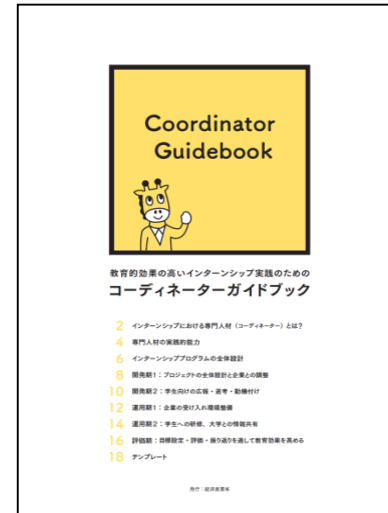 Coordinator
Guidebook
教育的効果の高いインターンシップ実践のための
コーディネーターガイドブック
2 インターンシップにおける専門人材（コーディネーター）とは？
4 専門人材の実践的能力
6 インターンシッププログラムの全体設計
8 開発期1：プロジェクトの全体設計と企業との調整
10 開発期2：学生向けの広報・選考・動機付け
12 運用期1：企業の受け入れ環境整備
14 運用期2：学生への研修、大学との情報共有
16 評価期：目標設定・評価・振り返りを通して教育効果を高める
18 テンプレート
発行：経済産業省